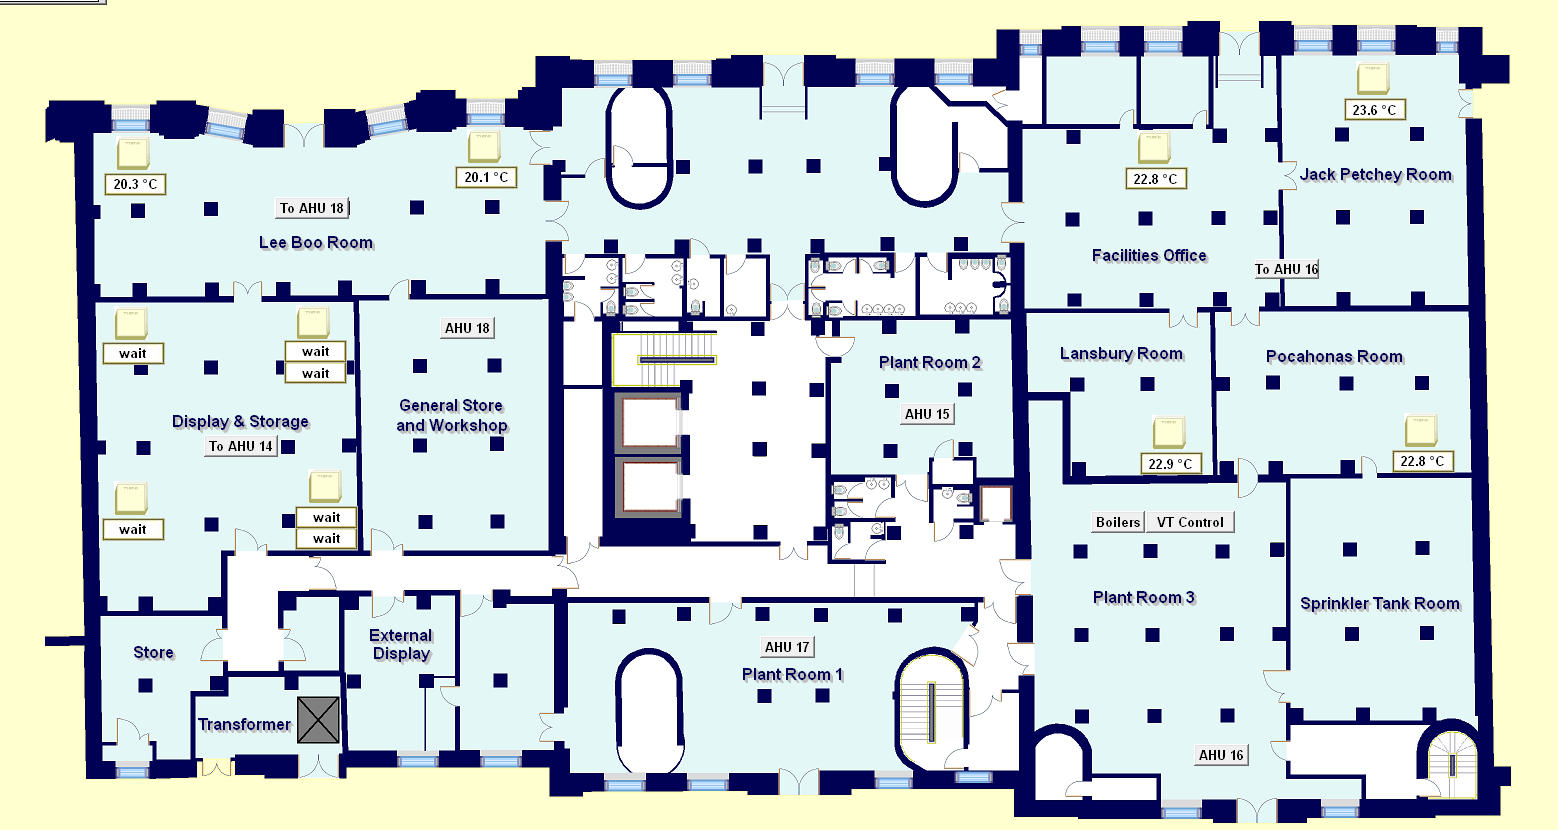 23.6 °C
Jack Petchey Room
20.3 °C
20.1 °C
22.8 °C
To AHU 18
Lee Boo Room
Facilities Office
To AHU 16
AHU 18
wait
wait
wait
Lansbury Room
Pocahonas Room
Plant Room 2
General Store
and Workshop
AHU 15
Display & Storage
To AHU 14
22.9 °C
22.8 °C
wait
wait
wait
Boilers
VT Control
Plant Room 3
Sprinkler Tank Room
External
Display
Store
AHU 17
Plant Room 1
Transformer
AHU 16